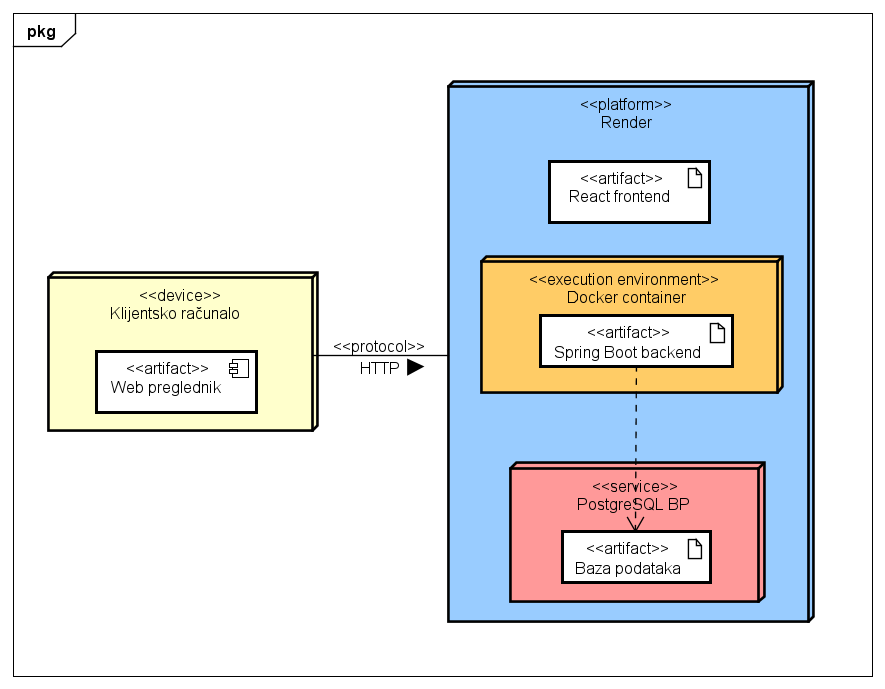 pkg
<<platform>>
Render
<<artifact>>
React frontend
<<execution environment>>
Docker container
<<artifact>>
Spring Boot backend
<<device>>
Klijentsko računalo
<<artifact>>
Web preglednik
<<protocol>>
HTTP
<<service>>
PostgreSQL BP
<<artifact>>
Baza podataka